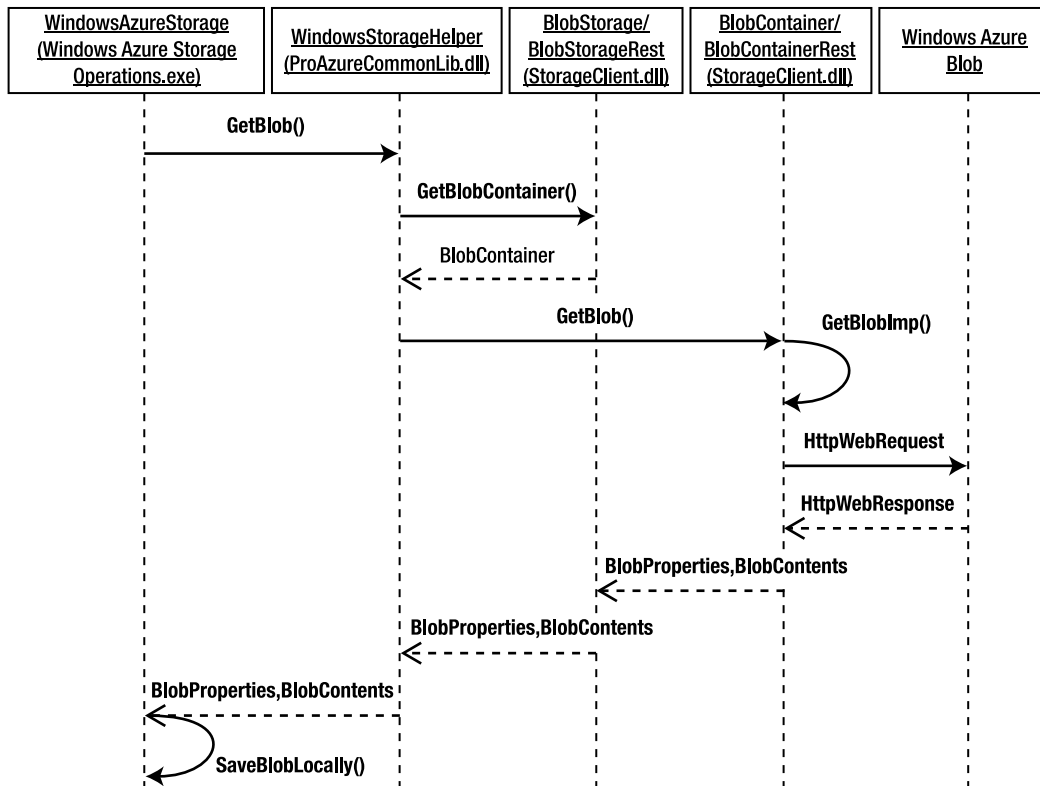 WindowsAzureStorage
(Windows Azure Storage
Operations.exe)
WindowsStorageHelper
(ProAzureCommonLib.dll)
BlobStorage/
BlobStorageRest
(StorageClient.dll)
BlobContainer/
BlobContainerRest
(StorageClient.dll)
Windows Azure
Blob
GetBlob()
GetBlobContainer()
BlobContainer
GetBlob()
GetBlobImp()
HttpWebRequest
HttpWebResponse
BlobProperties,BlobContents
BlobProperties,BlobContents
BlobProperties,BlobContents
SaveBlobLocally()